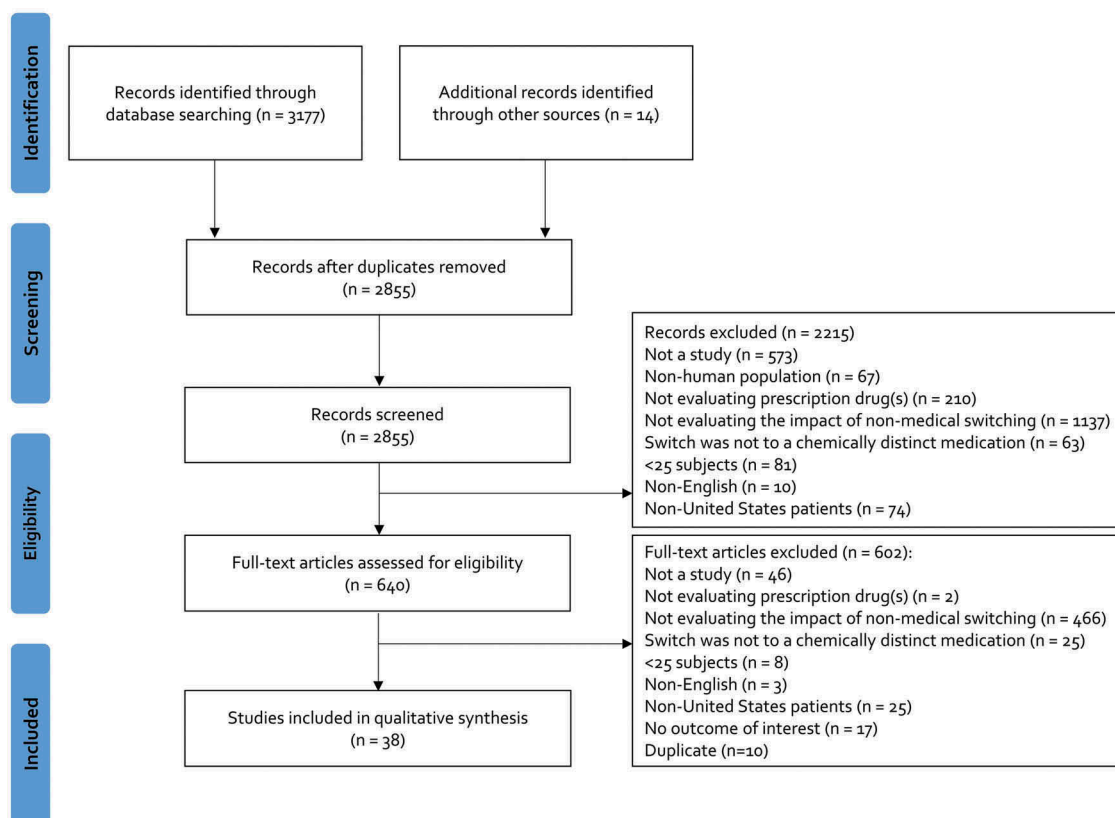 Identification
Records identified through
database searching (n = 3177)
Additional records identified
through other sources (n = 14)
Screening
Records after duplicates removed
(n = 2855)
Records screened
(n = 2855)
Records excluded (n = 2215)
Not a study (n = 573)
Non-human population (n = 67)
Not evaluating prescription drug(s) (n = 210)
Not evaluating the impact of non-medical switching (n = 1137)
Switch was not to a chemically distinct medication (n = 63)
<25 subjects (n = 81)
Non-English (n = 10)
Non-United States patients (n = 74)
Eligibility
Full-text articles assessed for eligibility
(n = 640)
Full-text articles excluded (n = 602):
Not a study (n = 46)
Not evaluating prescription drug(s) (n = 2)
Not evaluating the impact of non-medical switching (n = 466)
Switch was not to a chemically distinct medication (n = 25)
<25 subjects (n = 8)
Non-English (n = 3)
Non-United States patients (n = 25)
No outcome of interest (n = 17)
Duplicate (n=10)
Included
Studies included in qualitative synthesis
(n = 38)